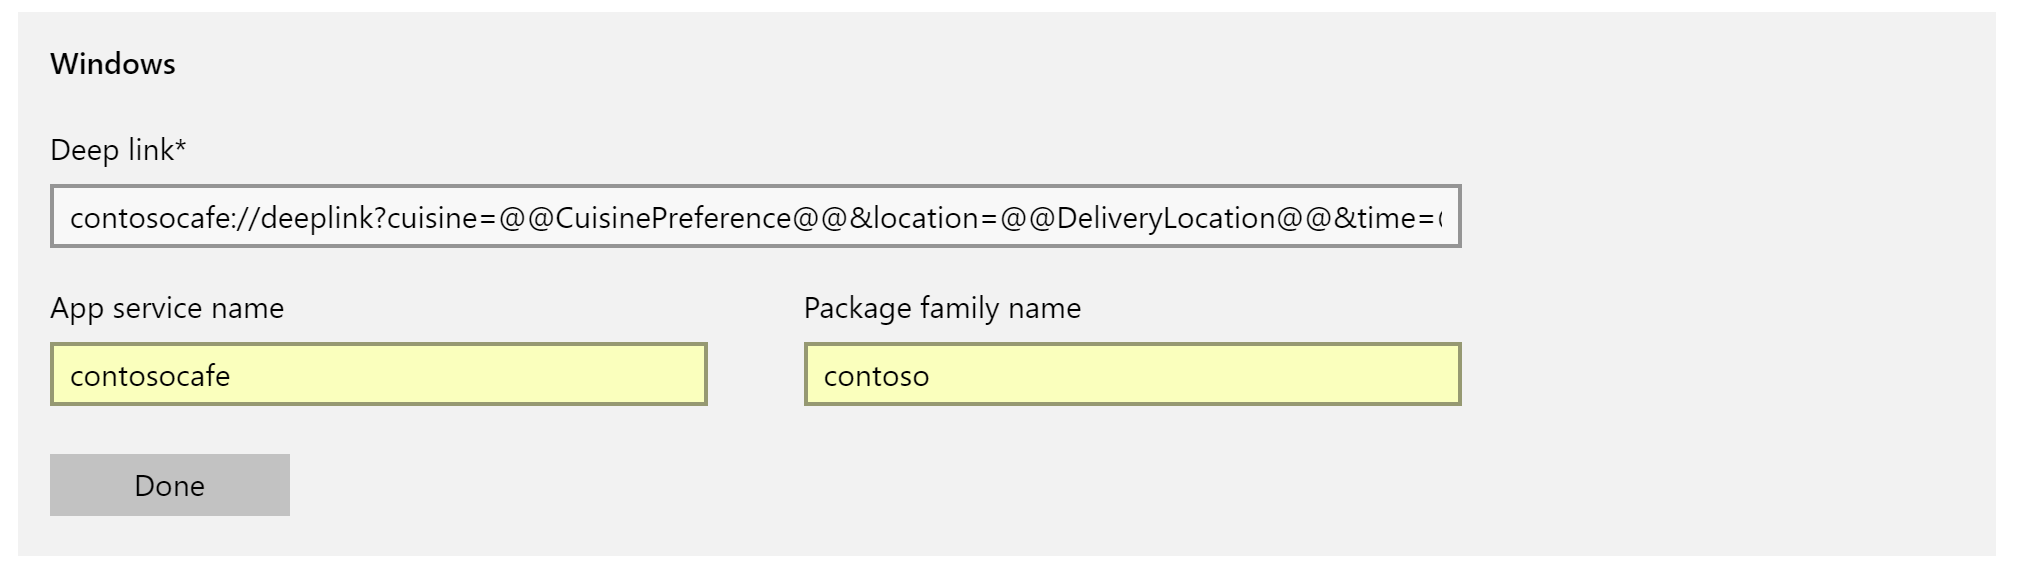 Windows
Deep link*
contosocafe://deeplink?cuisine=@@CuisinePreference@@&location=@@DeliveryLocation@@&time=
App service name
Package family name
contosocafe
contoso
Done